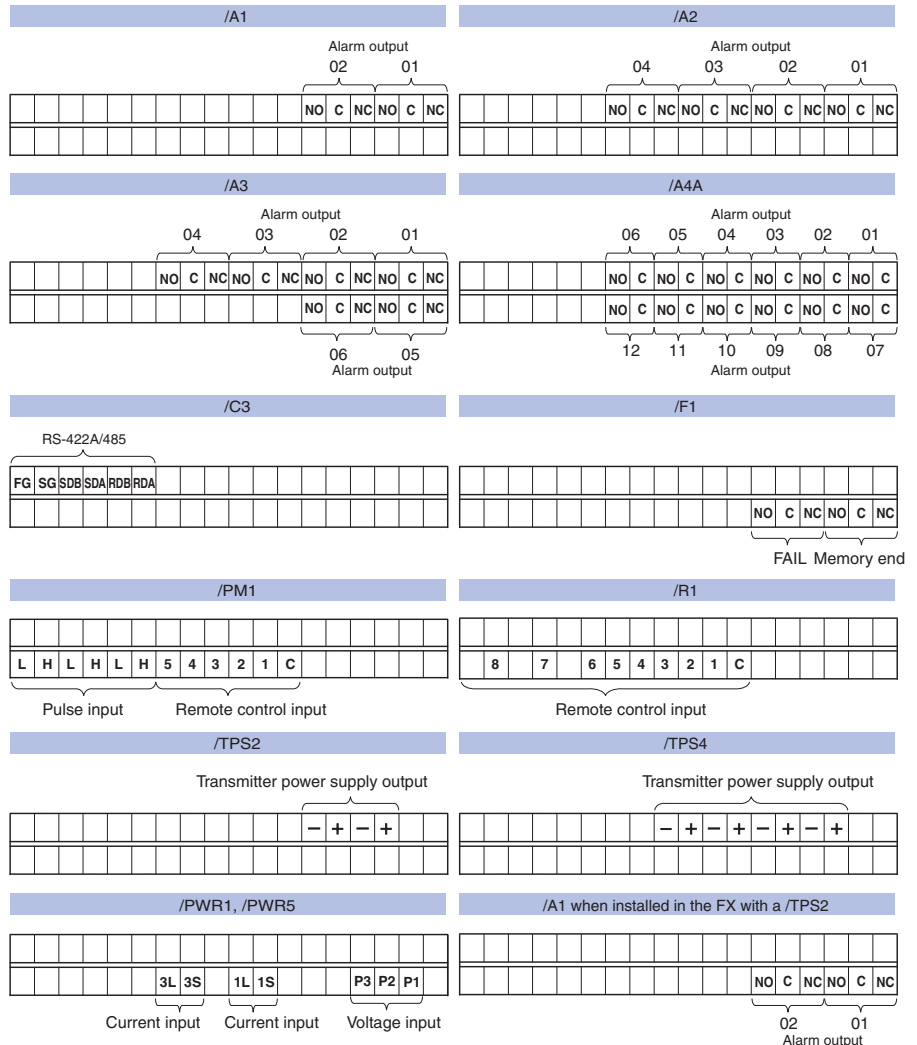 /A1
Alarm output
02 01
NO C NC NO C NC
/A2
Alarm output
04 03 02 01
NO C NC NO C NC NO C NC NO C NC
/A3
Alarm output
04 03 02 01
NO C NC NO C NC NO C NC NO C NC
NO C NC NO C NC
06 05
Alarm output
/A4A
Alarm output
06 05 04 03 02 01
NO C NO C NO C NO C NO C NO C
NO C NO C NO C NO C NO C NO C
12 11 10 09 08 07
Alarm output
/C3
RS-422A/485
FG SG SDB SDA RDB RDA
/F1
NO C NC NO C NC
FAIL Memory end
/PM1
L H L H L H 5 4 3 2 1 C
Pulse input Remote control input
/R1
8 7 6 5 4 3 2 1 C
Remote control input
/TPS2
Transmitter power supply output
− + − +
/TPS4
Transmitter power supply output
− + − + − + − +
/PWR1, /PWR5
3L 3S 1L 1S P3 P2 P1
Current input Current input Voltage input
/A1 when installed in the FX with a /TPS2
NO C NC NO C NC
02 01
Alarm output